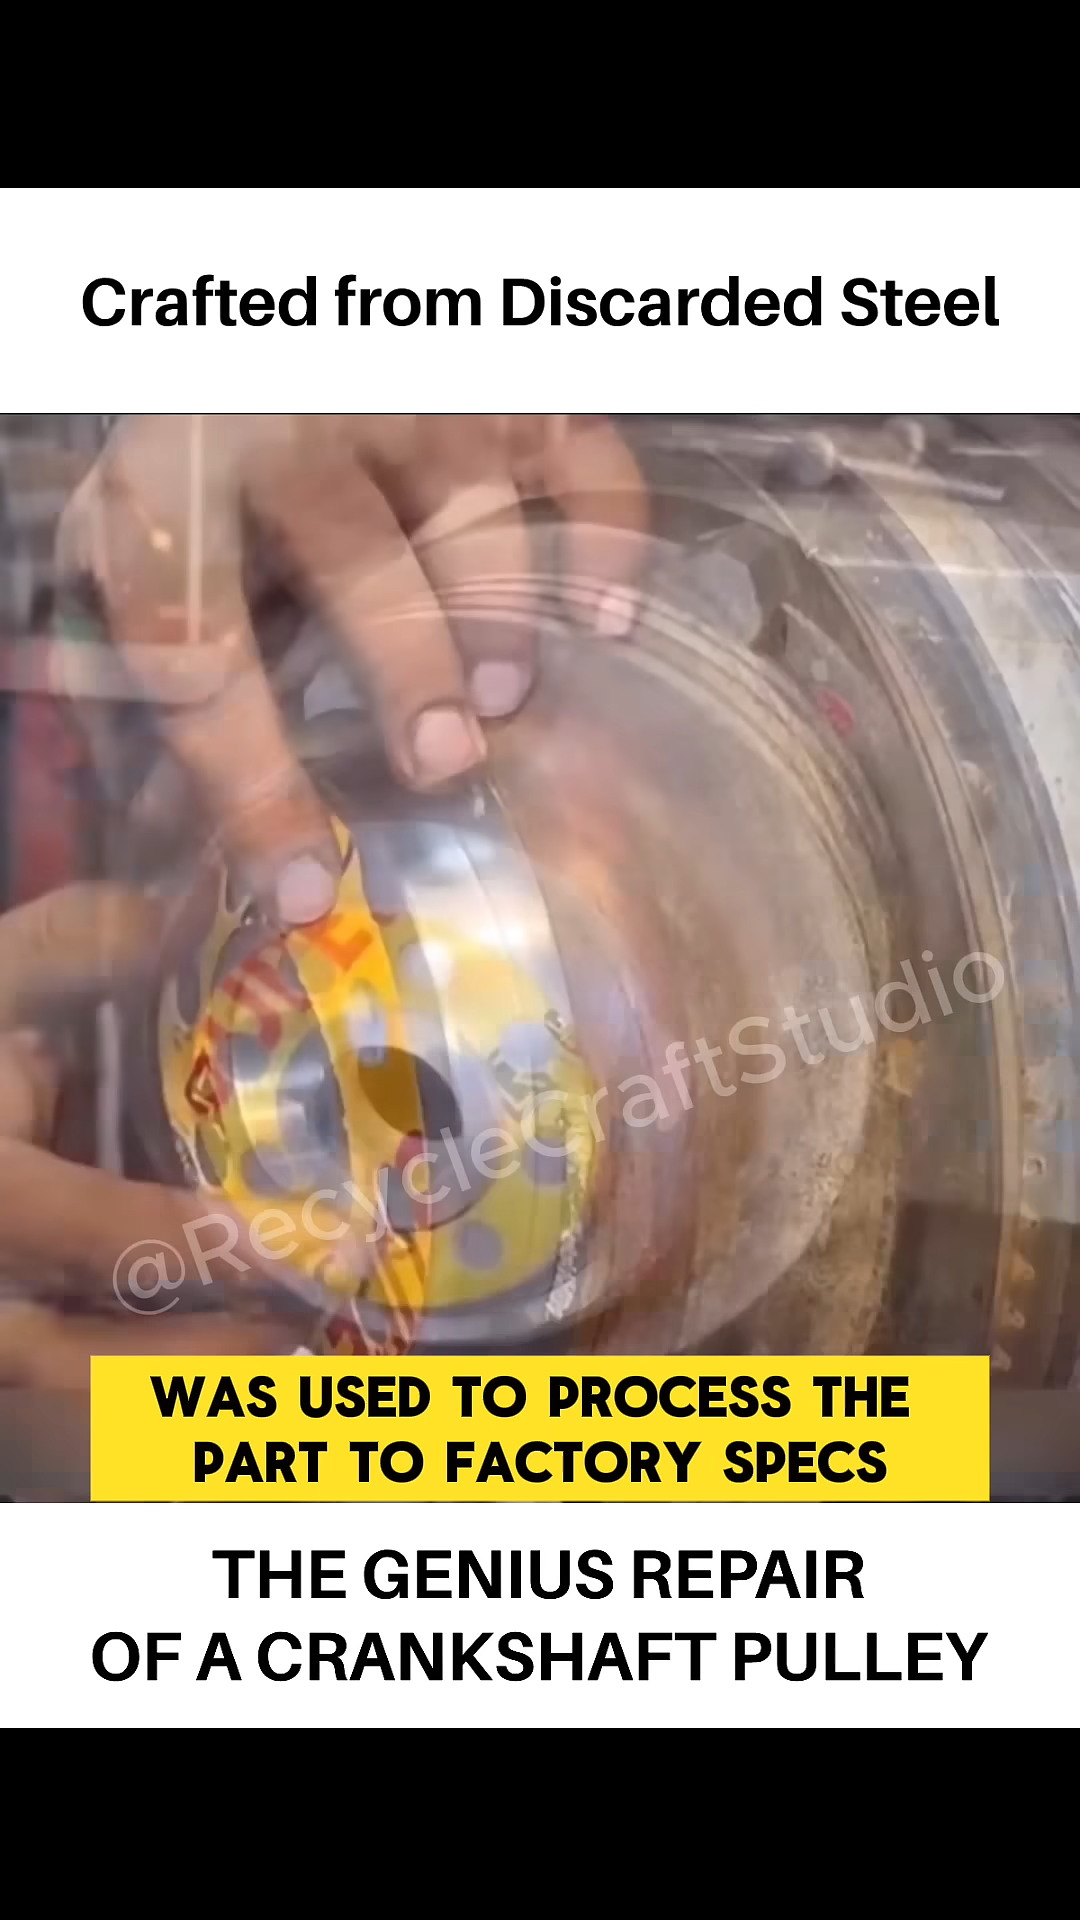 Crafted from Discarded Steel
@RecycleCraftStudio
WAS USED TO PROCESS THE
PART TO FACTORY SPECS
THE GENIUS REPAIR
OF A CRANKSHAFT PULLEY